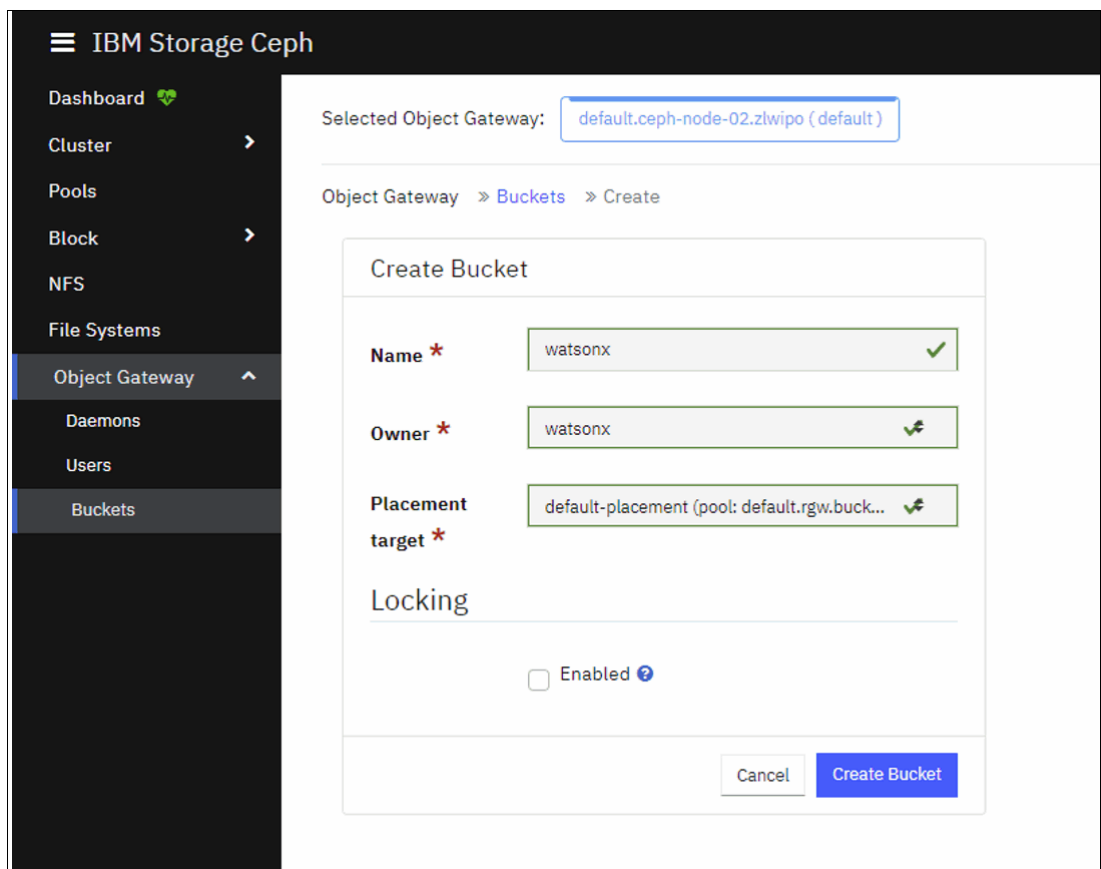 IBM Storage Ceph
Dashboard
Cluster
Pools
Block
NFS
File Systems
Object Gateway
Daemons
Users
Buckets
Selected Object Gateway: default.ceph-node-02.zlwipo ( default )
Object Gateway » Buckets » Create
Create Bucket
Name * watsonx
Owner * watsonx
Placement target * default-placement (pool: default.rgw.buck...
Locking
Enabled ?
Cancel Create Bucket